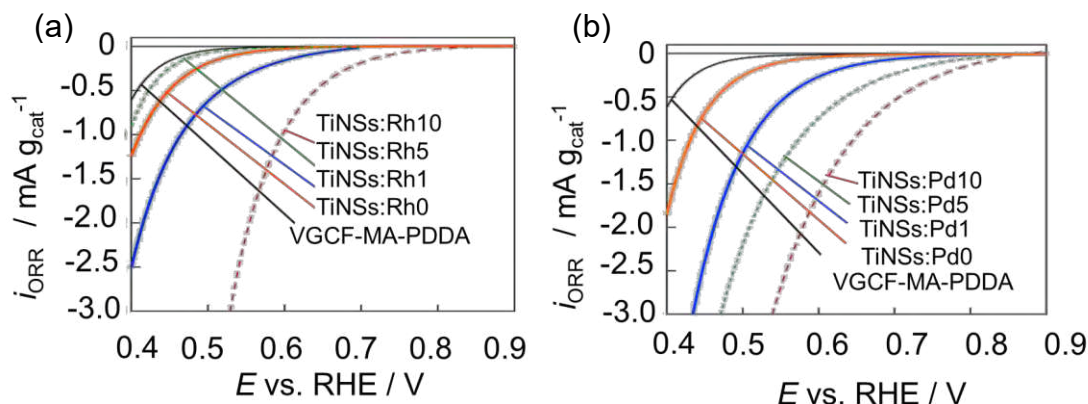 (a)
i_ORR / mA g_cat⁻¹
0
-0.5
-1.0
-1.5
-2.0
-2.5
-3.0
TiNSs:Rh10
TiNSs:Rh5
TiNSs:Rh1
TiNSs:Rh0
VGCF-MA-PDDA
0.4 0.5 0.6 0.7 0.8 0.9
E vs. RHE / V
(b)
i_ORR / mA g_cat⁻¹
0
-0.5
-1.0
-1.5
-2.0
-2.5
-3.0
TiNSs:Pd10
TiNSs:Pd5
TiNSs:Pd1
TiNSs:Pd0
VGCF-MA-PDDA
0.4 0.5 0.6 0.7 0.8 0.9
E vs. RHE / V